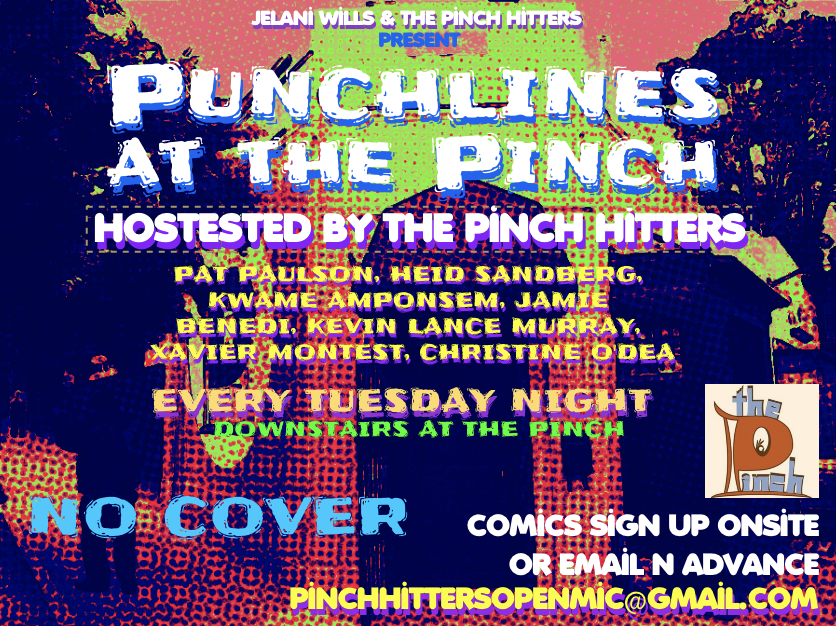 JELANI WILLS & THE PINCH HITTERS
PRESENT
PUNCHLINES
AT THE PINCH
HOSTESTED BY THE PINCH HITTERS
PAT PAULSON, HEID SANDBERG,
KWAME AMPONSEM, JAMIE
BENEDI, KEVIN LANCE MURRAY,
XAVIER MONTEST, CHRISTINE O'DEA
EVERY TUESDAY NIGHT
DOWNSTAIRS AT THE PINCH
the
Pinch
NO COVER
COMICS SIGN UP ONSITE
OR EMAIL N ADVANCE
PINCHHITTERSOPENMIC@GMAIL.COM